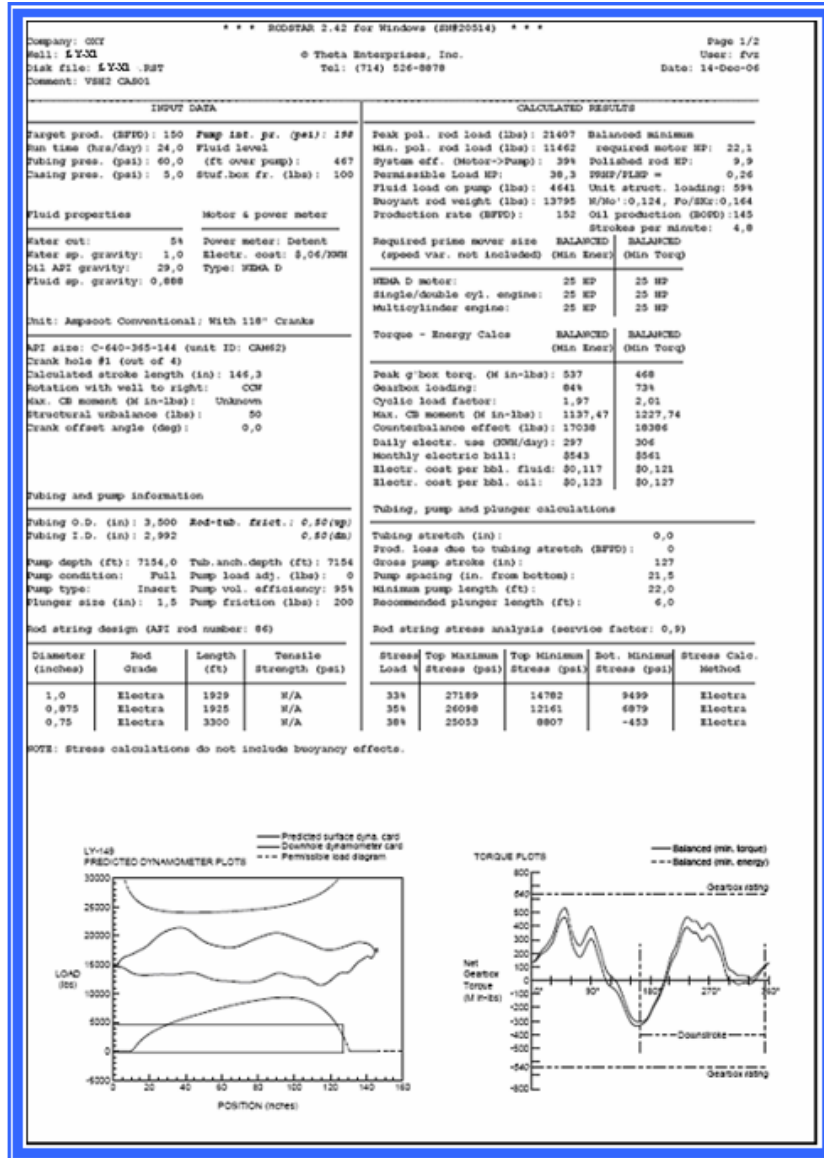 * * * RODSTAR 2.42 for Windows (SN#20514) * * *
Company: OXY Page 1/2
Well: LY-XX © Theta Enterprises, Inc. User: fvz
Disk file: LY-XX .RST Tel: (714) 526-8878 Date: 14-Dec-06
Comment: VSH2 CASO1
INPUT DATA
Target prod. (BFPD): 150 Pump int. pr. (psi): 198
Run time (hrs/day): 24,0 Fluid level
Tubing pres. (psi): 60,0 (ft over pump): 467
Casing pres. (psi): 5,0 Stuf.box fr. (lbs): 100
Fluid properties Motor & power meter
Water cut: 5% Power meter: Detent
Water sp. gravity: 1,0 Electr. cost: $,06/KWH
Oil API gravity: 29,0 Type: NEMA D
Fluid sp. gravity: 0,888
Unit: Ampscot Conventional; With 118" Cranks
API size: C-640-365-144 (unit ID: CAM62)
Crank hole #1 (out of 4)
Calculated stroke length (in): 146,3
Rotation with well to right: CCW
Max. CB moment (M in-lbs): Unknown
Structural unbalance (lbs): 50
Crank offset angle (deg): 0,0
Tubing and pump information
Tubing O.D. (in): 3,500 Rod-tub. frict.: 0,50(up)
Tubing I.D. (in): 2,992 0,50(dn)
Pump depth (ft): 7154,0 Tub.anch.depth (ft): 7154
Pump condition: Full Pump load adj. (lbs): 0
Pump type: Insert Pump vol. efficiency: 95%
Plunger size (in): 1,5 Pump friction (lbs): 200
Rod string design (API rod number: 86)
Diameter Rod Length Tensile
(inches) Grade (ft) Strength (psi)
1,0 Electra 1929 N/A
0,875 Electra 1925 N/A
0,75 Electra 3300 N/A
NOTE: Stress calculations do not include buoyancy effects.
CALCULATED RESULTS
Peak pol. rod load (lbs): 21407 Balanced minimum
Min. pol. rod load (lbs): 11462 required motor HP: 22,1
System eff. (Motor->Pump): 39% Polished rod HP: 9,9
Permissible Load HP: 38,3 PRHP/PLHP = 0,26
Fluid load on pump (lbs): 4641 Unit struct. loading: 59%
Buoyant rod weight (lbs): 13795 N/No':0,124, Fo/SKr:0,164
Production rate (BFPD): 152 Oil production (BOPD):145
Strokes per minute: 4,8
Required prime mover size BALANCED BALANCED
(speed var. not included) (Min Ener) (Min Torq)
NEMA D motor: 25 HP 25 HP
Single/double cyl. engine: 25 HP 25 HP
Multicylinder engine: 25 HP 25 HP
Torque - Energy Calcs BALANCED BALANCED
(Min Ener) (Min Torq)
Peak g'box torq. (M in-lbs): 537 468
Gearbox loading: 84% 73%
Cyclic load factor: 1,97 2,01
Max. CB moment (M in-lbs): 1137,47 1227,74
Counterbalance effect (lbs): 17038 18386
Daily electr. use (KWH/day): 297 306
Monthly electric bill: $543 $561
Electr. cost per bbl. fluid: $0,117 $0,121
Electr. cost per bbl. oil: $0,123 $0,127
Tubing, pump and plunger calculations
Tubing stretch (in): 0,0
Prod. loss due to tubing stretch (BFPD): 0
Gross pump stroke (in): 127
Pump spacing (in. from bottom): 21,5
Minimum pump length (ft): 22,0
Recommended plunger length (ft): 6,0
Rod string stress analysis (service factor: 0,9)
Stress Top Maximum Top Minimum Bot. Minimum Stress Calc.
Load % Stress (psi) Stress (psi) Stress (psi) Method
33% 27189 14782 9499 Electra
35% 26098 12161 6879 Electra
38% 25053 8807 -453 Electra
LY-149
PREDICTED DYNAMOMETER PLOTS
Predicted surface dyna. card
Downhole dynamometer card
Permissible load diagram
30000
26000
20000
LOAD 15000
(lbs)
10000
5000
0
-5000
0 20 40 60 80 100 120 140 160
POSITION (inches)
TORQUE PLOTS
Balanced (min. torque)
Balanced (min. energy)
800
Gearbox rating
640
500
400
300
200
100
Net Gearbox Torque (M in-lbs)
0
90° 180° 270° 360°
-100
-200
-300
-400 Downstroke
-500
-640
Gearbox rating
-800